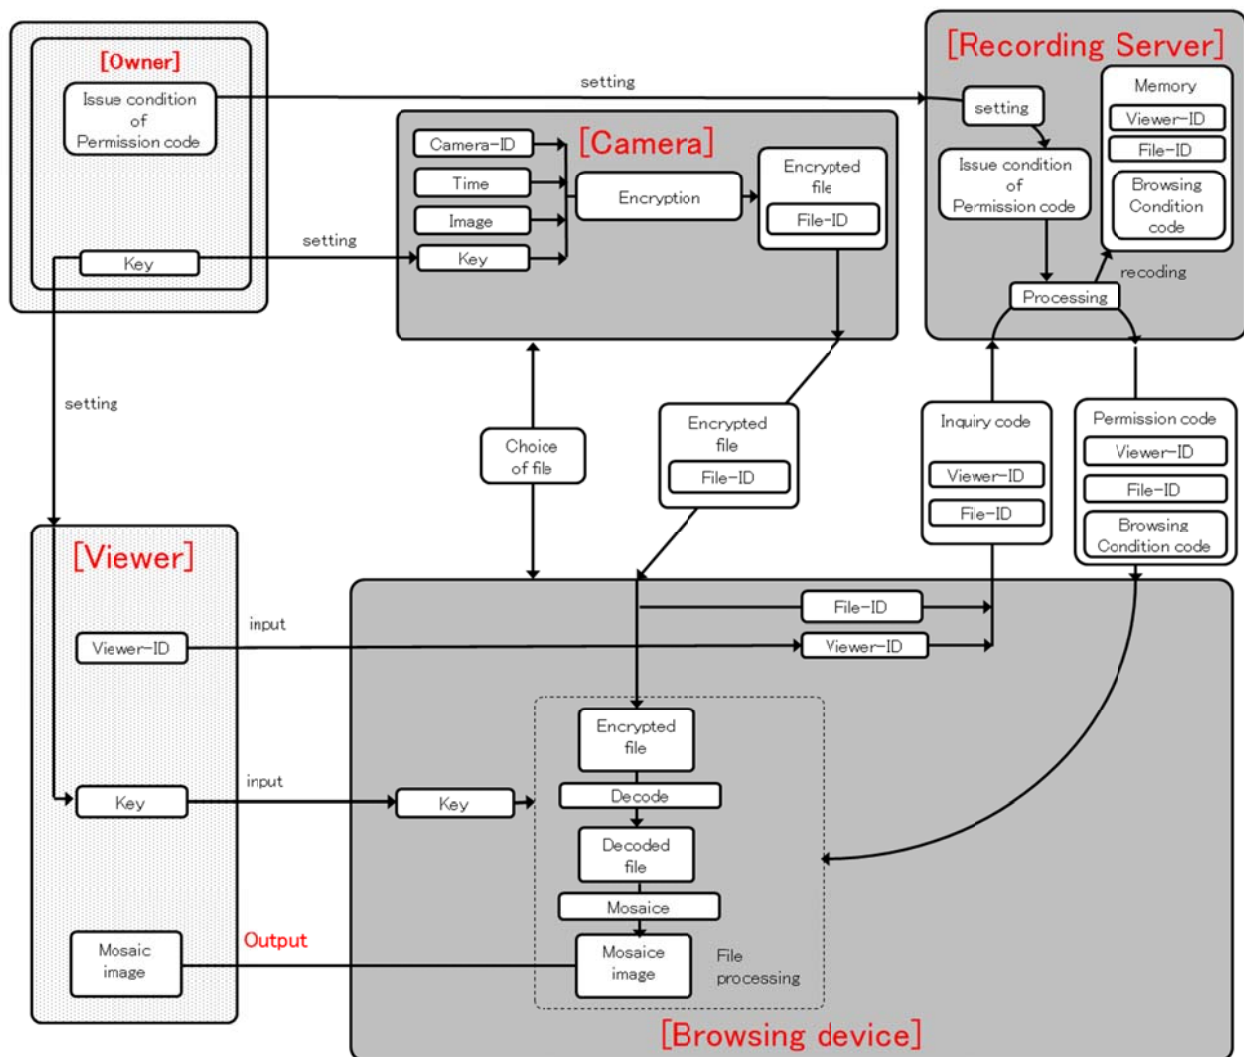 [Owner]
Issue condition
of
Permission code
Key
setting
setting
setting
[Camera]
Camera-ID
Time
Image
Key
Encryption
Encrypted
file
File-ID
[Recording Server]
setting
Issue condition
of
Permission code
Memory
Viewer-ID
File-ID
Browsing
Condition
code
recoding
Processing
Choice
of file
Encrypted
file
File-ID
Inquiry code
Viewer-ID
File-ID
Permission code
Viewer-ID
File-ID
Browsing
Condition code
[Viewer]
Viewer-ID
Key
Mosaic
image
input
input
Output
File-ID
Viewer-ID
Key
Encrypted
file
Decode
Decoded
file
Mosaice
Mosaice
image
File
processing
[Browsing device]